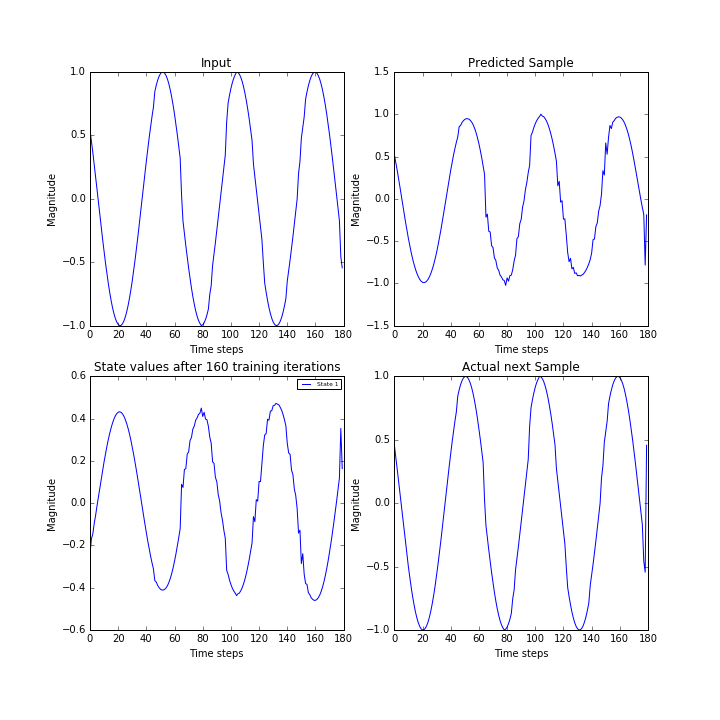 Input
Magnitude
1.0
0.5
0.0
−0.5
−1.0
0 20 40 60 80 100 120 140 160 180
Time steps
Predicted Sample
Magnitude
1.5
1.0
0.5
0.0
−0.5
−1.0
−1.5
0 20 40 60 80 100 120 140 160 180
Time steps
State values after 160 training iterations
State 1
Magnitude
0.6
0.4
0.2
0.0
−0.2
−0.4
−0.6
0 20 40 60 80 100 120 140 160 180
Time steps
Actual next Sample
Magnitude
1.0
0.5
0.0
−0.5
−1.0
0 20 40 60 80 100 120 140 160 180
Time steps